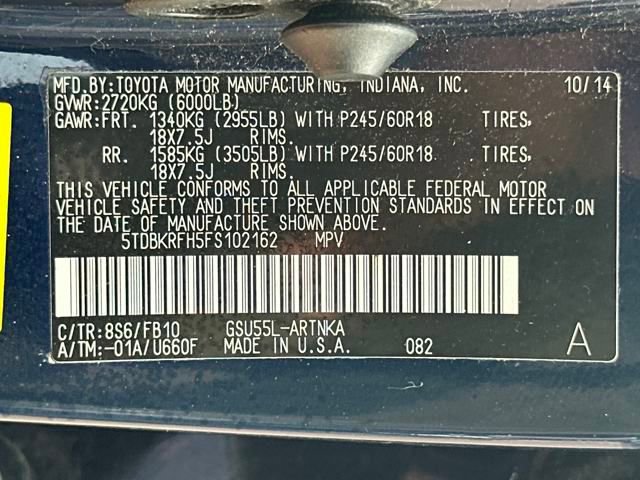 MFD.BY:TOYOTA MOTOR MANUFACTURING, INDIANA, INC. 10/14
GVWR:2720KG (6000LB)
GAWR:FRT. 1340KG (2955LB) WITH P245/60R18 TIRES,
18X7.5J RIMS.
RR. 1585KG (3505LB) WITH P245/60R18 TIRES,
18X7.5J RIMS.
THIS VEHICLE CONFORMS TO ALL APPLICABLE FEDERAL MOTOR
VEHICLE SAFETY AND THEFT PREVENTION STANDARDS IN EFFECT ON
THE DATE OF MANUFACTURE SHOWN ABOVE.
5TDBKRFH5FS102162 MPV
C/TR:8S6/FB10 GSU55L-ARTNKA
A/TM:-01A/U660F MADE IN U.S.A. 082 A